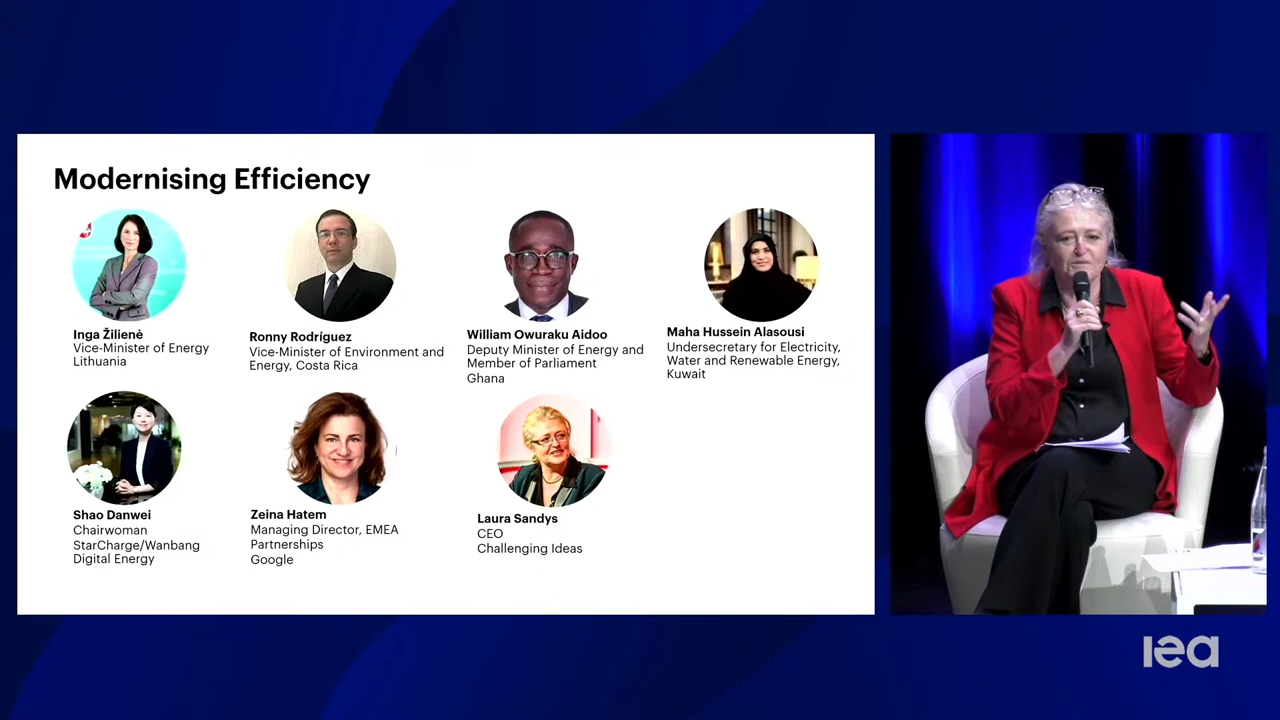 Modernising Efficiency
Inga Žilienė
Vice-Minister of Energy
Lithuania
Ronny Rodríguez
Vice-Minister of Environment and
Energy, Costa Rica
William Owuraku Aidoo
Deputy Minister of Energy and
Member of Parliament
Ghana
Maha Hussein Alasousi
Undersecretary for Electricity,
Water and Renewable Energy,
Kuwait
Shao Danwei
Chairwoman
StarCharge/Wanbang
Digital Energy
Zeina Hatem
Managing Director, EMEA
Partnerships
Google
Laura Sandys
CEO
Challenging Ideas
iea